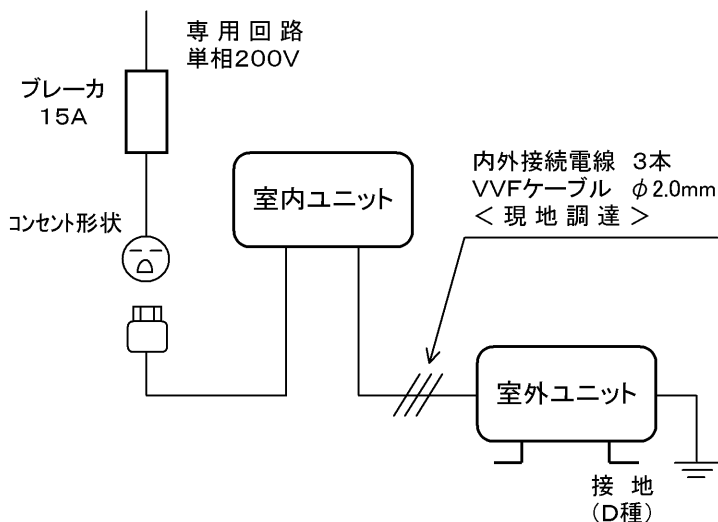 専用回路
単相200V
ブレーカ
15A
コンセント形状
室内ユニット
内外接続電線 3本
VVFケーブル φ2.0mm
＜現地調達＞
室外ユニット
接地
(D種)